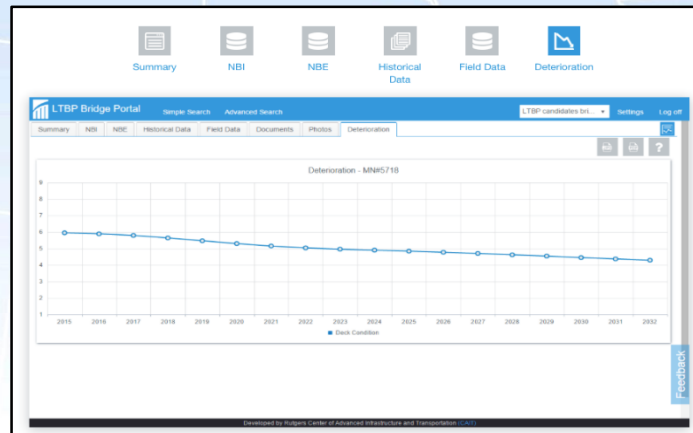 Summary
NBI
NBE
Historical
Data
Field Data
Deterioration
LTBP Bridge Portal
Simple Search
Advanced Search
LTBP candidates bri...
Settings
Log off
Summary
NBI
NBE
Historical Data
Field Data
Documents
Photos
Deterioration
?
Deterioration - MN#5718
9
8
7
6
5
4
3
2
1
2015 2016 2017 2018 2019 2020 2021 2022 2023 2024 2025 2026 2027 2028 2029 2030 2031 2032
Deck Condition
Feedback
Developed by Rutgers Center of Advanced Infrastructure and Transportation (CAIT)